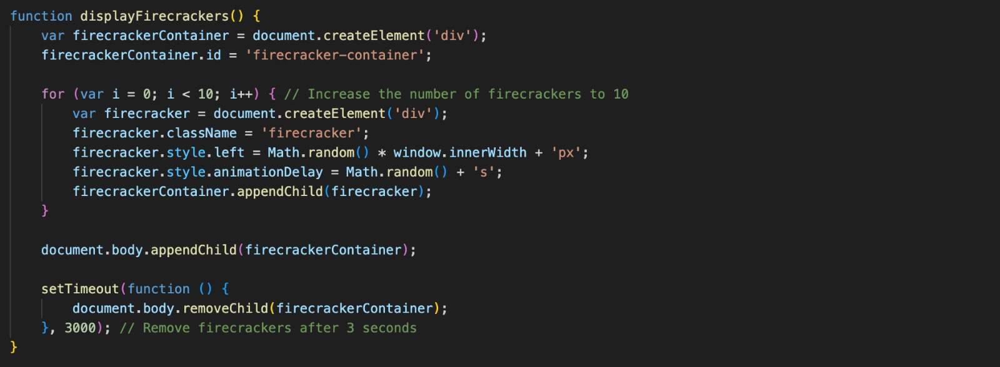 function displayFirecrackers() {
    var firecrackerContainer = document.createElement('div');
    firecrackerContainer.id = 'firecracker-container';

    for (var i = 0; i < 10; i++) { // Increase the number of firecrackers to 10
        var firecracker = document.createElement('div');
        firecracker.className = 'firecracker';
        firecracker.style.left = Math.random() * window.innerWidth + 'px';
        firecracker.style.animationDelay = Math.random() + 's';
        firecrackerContainer.appendChild(firecracker);
    }

    document.body.appendChild(firecrackerContainer);

    setTimeout(function () {
        document.body.removeChild(firecrackerContainer);
    }, 3000); // Remove firecrackers after 3 seconds
}